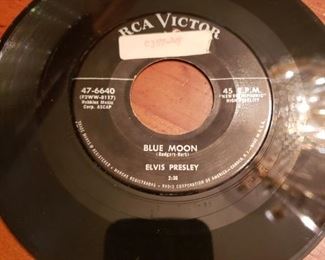 RCA VICTOR
47-6640
(F2WW-8117)
Robbins Music
Corp. ASCAP
45 R.P.M.
"NEW ORTHOPHONIC"
HIGH FIDELITY
BLUE MOON
(Rodgers-Hart)
ELVIS PRESLEY
2:30